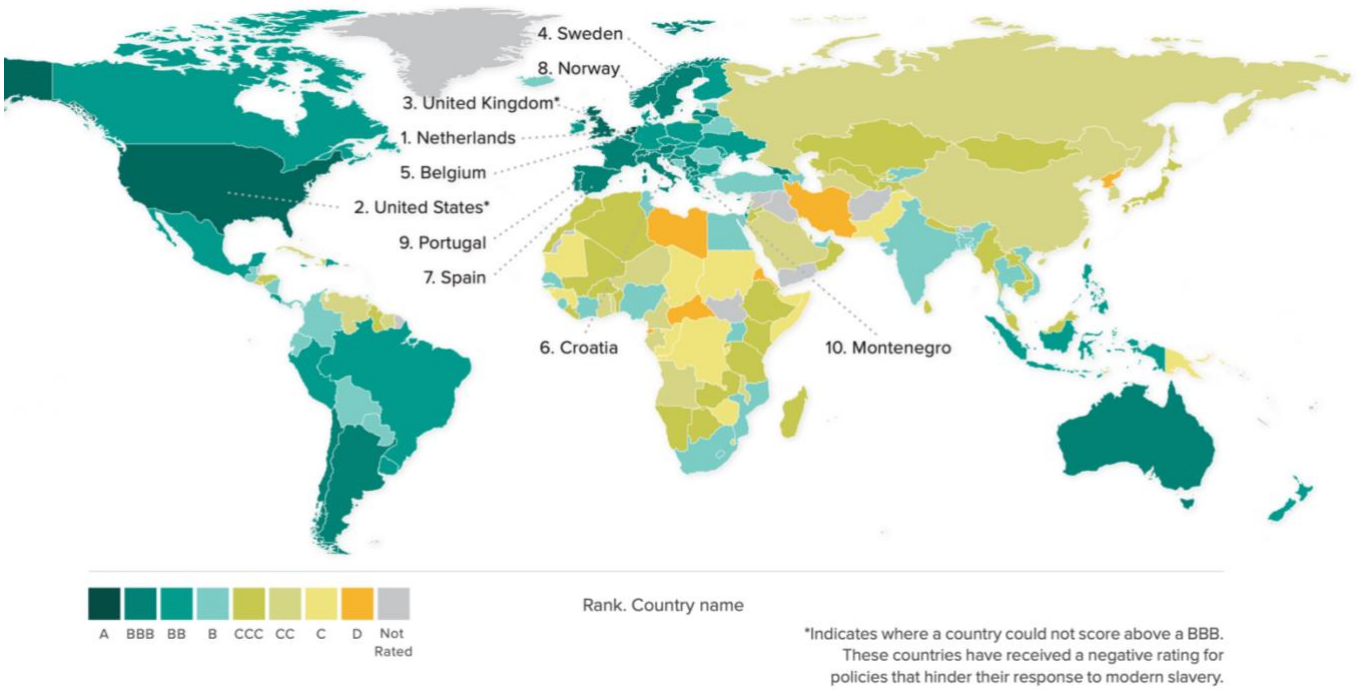 4. Sweden
8. Norway
3. United Kingdom*
1. Netherlands
5. Belgium
2. United States*
9. Portugal
7. Spain
6. Croatia
10. Montenegro
A BBB BB B CCC CC C D Not
Rated
Rank. Country name
*Indicates where a country could not score above a BBB.
These countries have received a negative rating for
policies that hinder their response to modern slavery.